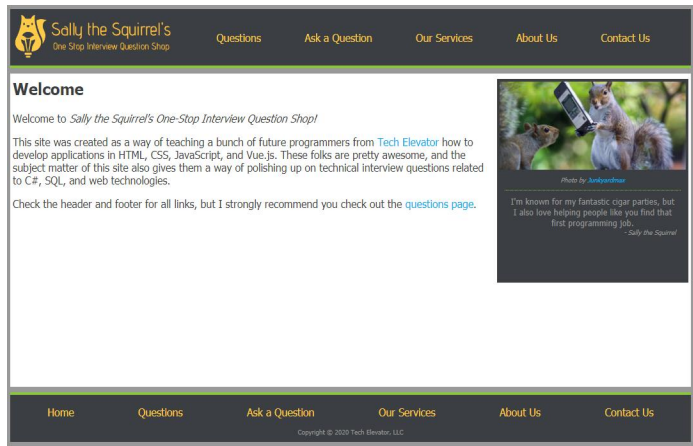 Sally the Squirrel's
One Stop Interview Question Shop
Questions Ask a Question Our Services About Us Contact Us
Welcome
Welcome to Sally the Squirrel's One-Stop Interview Question Shop!
This site was created as a way of teaching a bunch of future programmers from Tech Elevator how to
develop applications in HTML, CSS, JavaScript, and Vue.js. These folks are pretty awesome, and the
subject matter of this site also gives them a way of polishing up on technical interview questions related
to C#, SQL, and web technologies.
Check the header and footer for all links, but I strongly recommend you check out the questions page.
Photo by Junkyardmax
I'm known for my fantastic cigar parties, but
I also love helping people like you find that
first programming job.
- Sally the Squirrel
Home Questions Ask a Question Our Services About Us Contact Us
Copyright © 2020 Tech Elevator, LLC